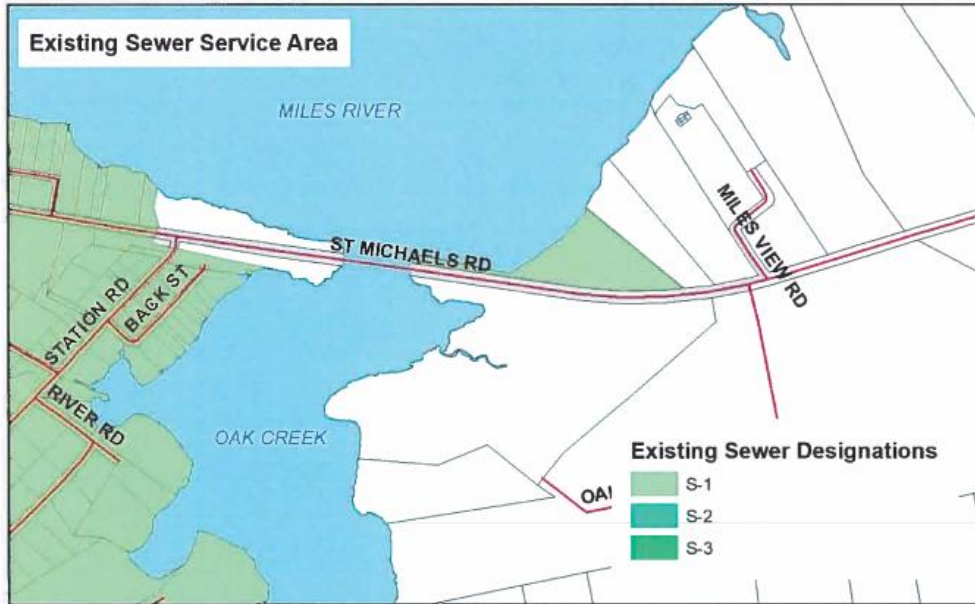 Existing Sewer Service Area
MILES RIVER
MILES VIEW RD
ST MICHAELS RD
STATION RD
BACK ST
RIVER RD
OAK CREEK
Existing Sewer Designations
S-1
S-2
S-3